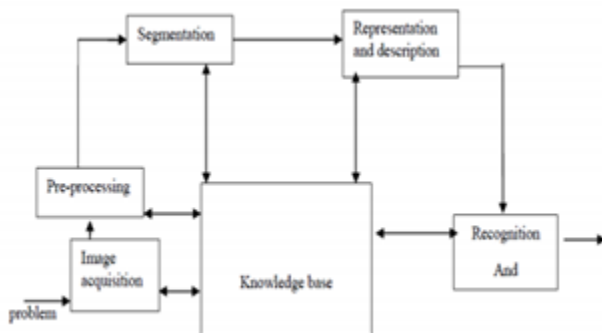 Segmentation
Representation
and description
Pre-processing
Image
acquisition
Knowledge base
Recognition
And
problem